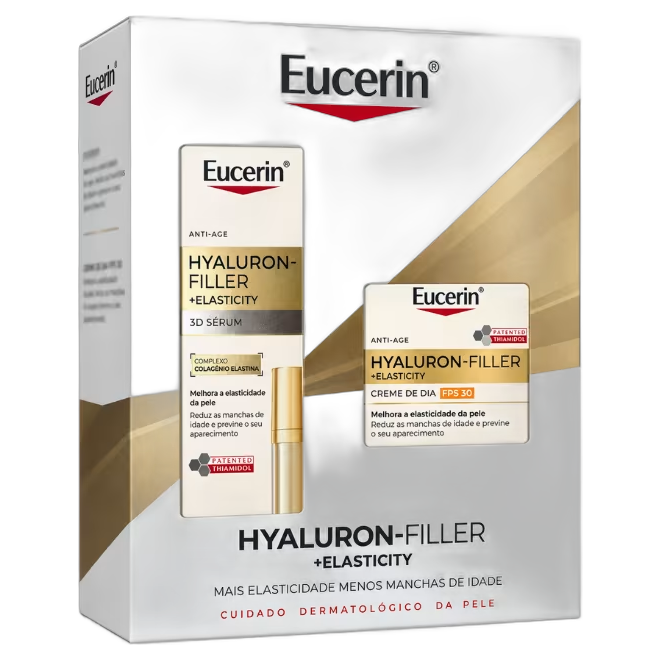 Eucerin®
Eucerin®
Eucerin®
ANTI-AGE
HYALURON-
FILLER
+ELASTICITY
3D SÉRUM
COMPLEXO
COLAGÉNIO ELASTINA
Melhora a elasticidade
da pele
Reduz as manchas de
idade e previne o seu
aparecimento
PATENTED
THIAMIDOL
Eucerin®
PATENTED
THIAMIDOL
ANTI-AGE
HYALURON-FILLER
+ELASTICITY
CREME DE DIA FPS 30
Melhora a elasticidade da pele
Reduz as manchas de idade e previne
o seu aparecimento
HYALURON-FILLER
+ELASTICITY
MAIS ELASTICIDADE MENOS MANCHAS DE IDADE
CUIDADO DERMATOLÓGICO DA PELE